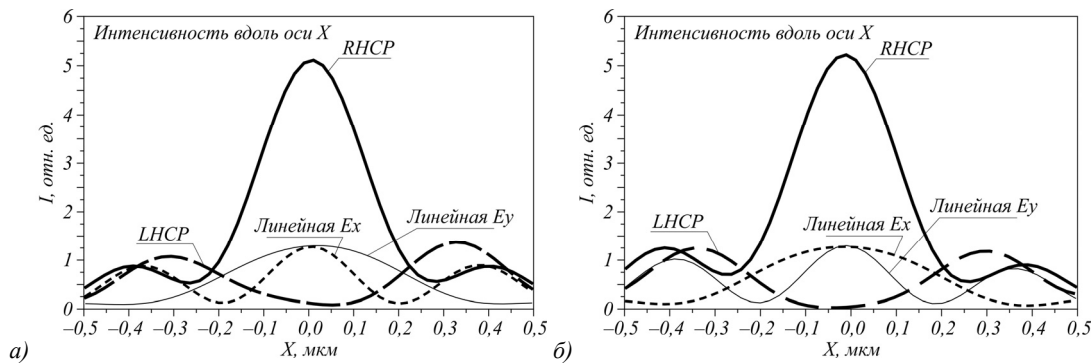 6
Интенсивность вдоль оси X
RHCP
5
4
I, отн. ед.
3
2
LHCP
Линейная Ex
Линейная Ey
1
0
–0,5 –0,4 –0,3 –0,2 –0,1 0,0 0,1 0,2 0,3 0,4 0,5
а)
X, мкм
6
Интенсивность вдоль оси X
RHCP
5
4
I, отн. ед.
3
2
LHCP
Линейная Ex
Линейная Ey
1
0
–0,5 –0,4 –0,3 –0,2 –0,1 0,0 0,1 0,2 0,3 0,4 0,5
б)
X, мкм